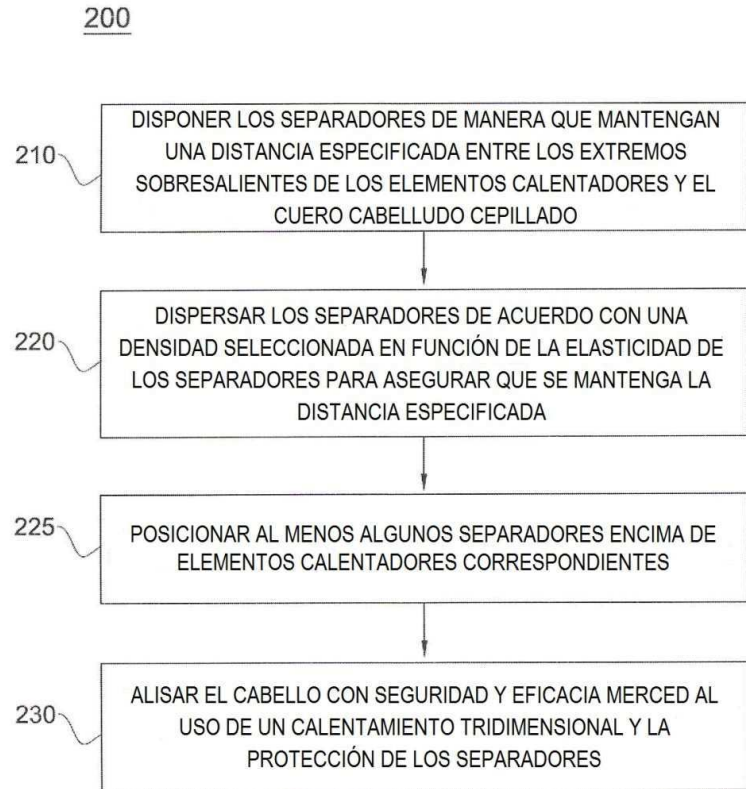 200
210
DISPONER LOS SEPARADORES DE MANERA QUE MANTENGAN
UNA DISTANCIA ESPECIFICADA ENTRE LOS EXTREMOS
SOBRESALIENTES DE LOS ELEMENTOS CALENTADORES Y EL
CUERO CABELLUDO CEPILLADO
220
DISPERSAR LOS SEPARADORES DE ACUERDO CON UNA
DENSIDAD SELECCIONADA EN FUNCIÓN DE LA ELASTICIDAD DE
LOS SEPARADORES PARA ASEGURAR QUE SE MANTENGA LA
DISTANCIA ESPECIFICADA
225
POSICIONAR AL MENOS ALGUNOS SEPARADORES ENCIMA DE
ELEMENTOS CALENTADORES CORRESPONDIENTES
230
ALISAR EL CABELLO CON SEGURIDAD Y EFICACIA MERCED AL
USO DE UN CALENTAMIENTO TRIDIMENSIONAL Y LA
PROTECCIÓN DE LOS SEPARADORES